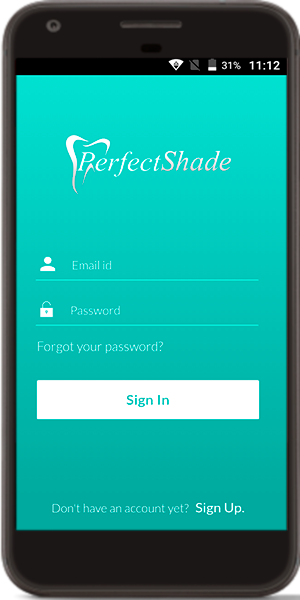 31% 11:12
PerfectShade
Email id
Password
Forgot your password?
Sign In
Don't have an account yet? Sign Up.